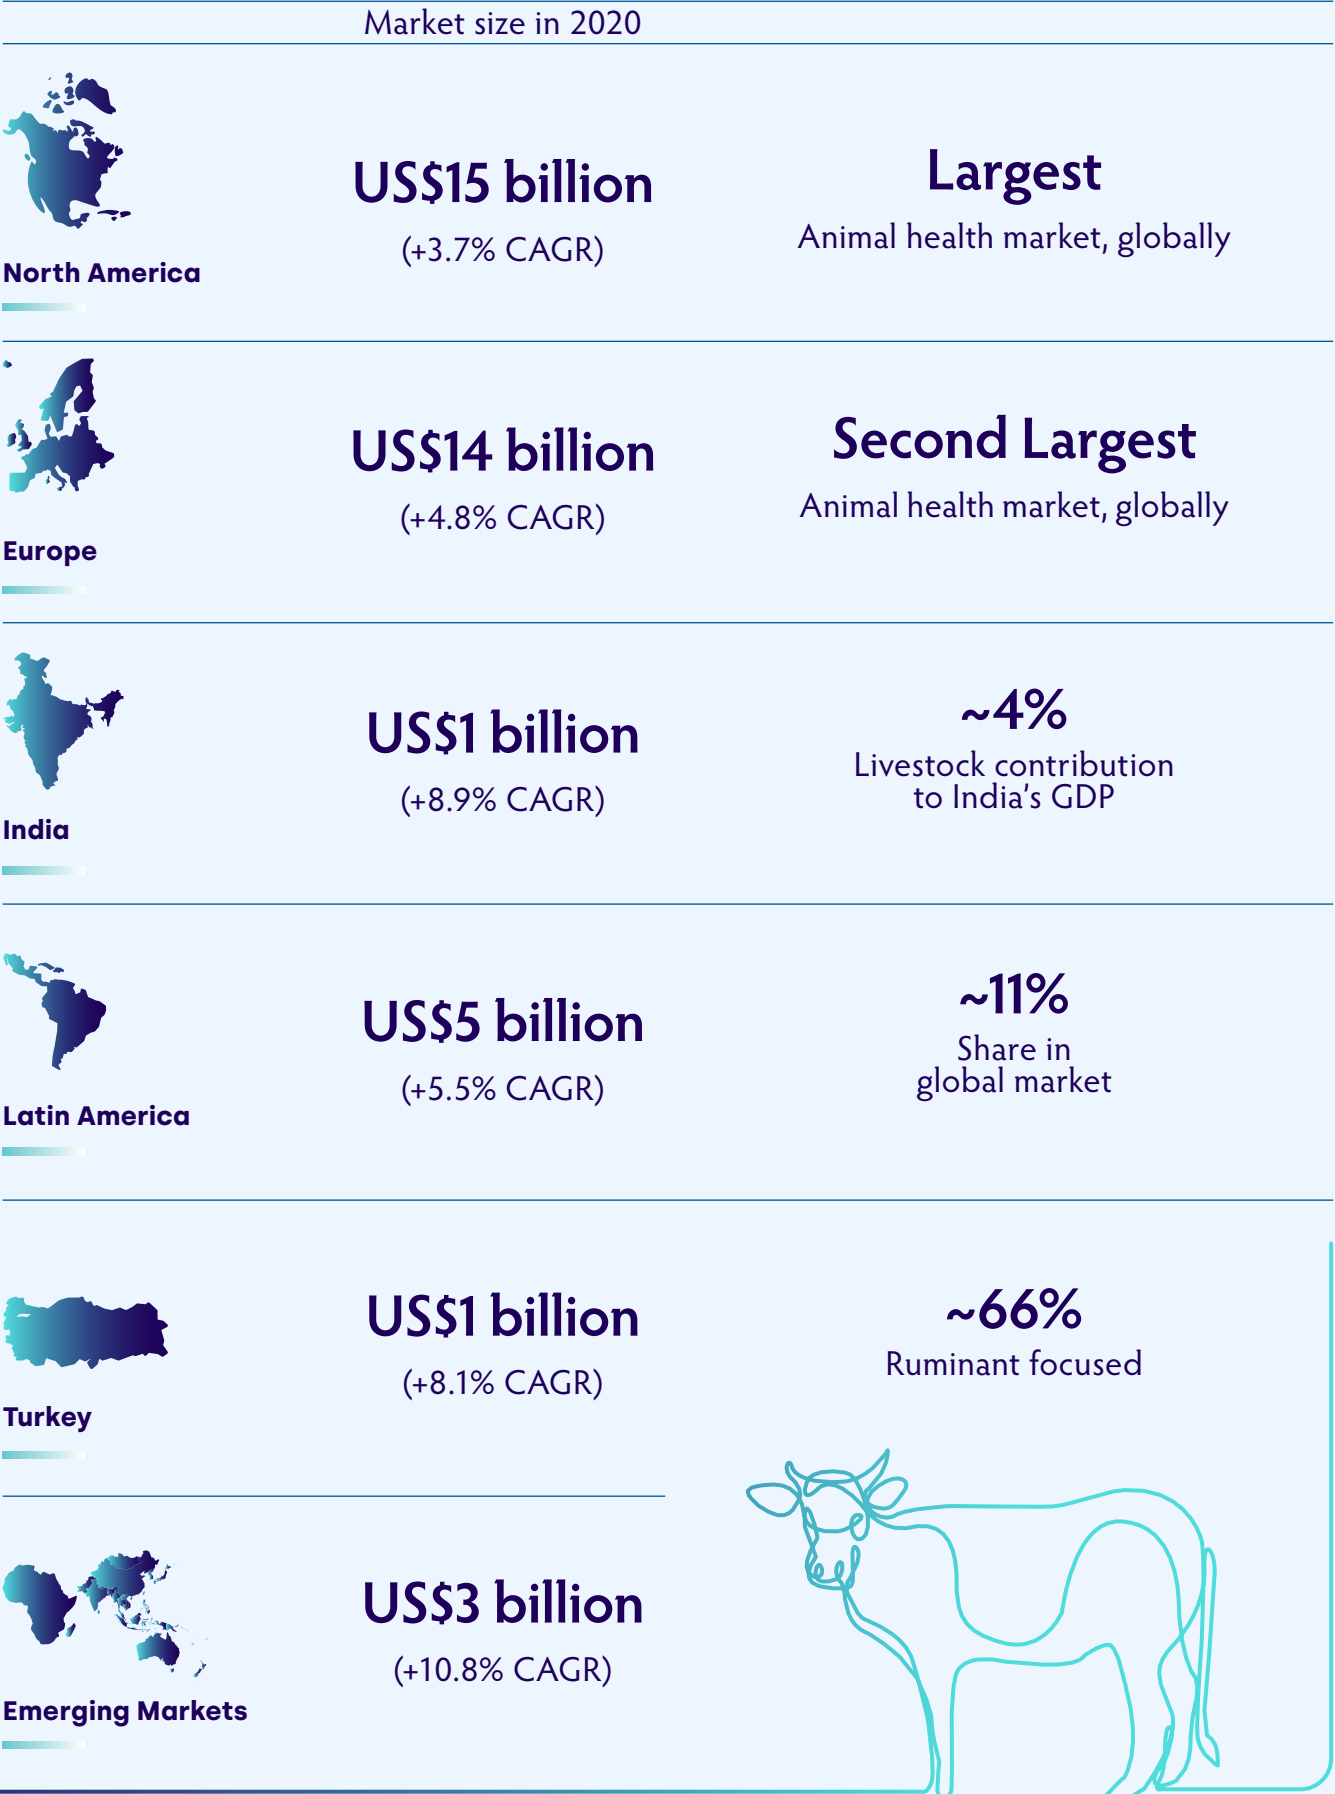 Market size in 2020
North America
US$15 billion
(+3.7% CAGR)
Largest
Animal health market, globally
Europe
US$14 billion
(+4.8% CAGR)
Second Largest
Animal health market, globally
India
US$1 billion
(+8.9% CAGR)
~4%
Livestock contribution
to India’s GDP
Latin America
US$5 billion
(+5.5% CAGR)
~11%
Share in
global market
Turkey
US$1 billion
(+8.1% CAGR)
~66%
Ruminant focused
Emerging Markets
US$3 billion
(+10.8% CAGR)